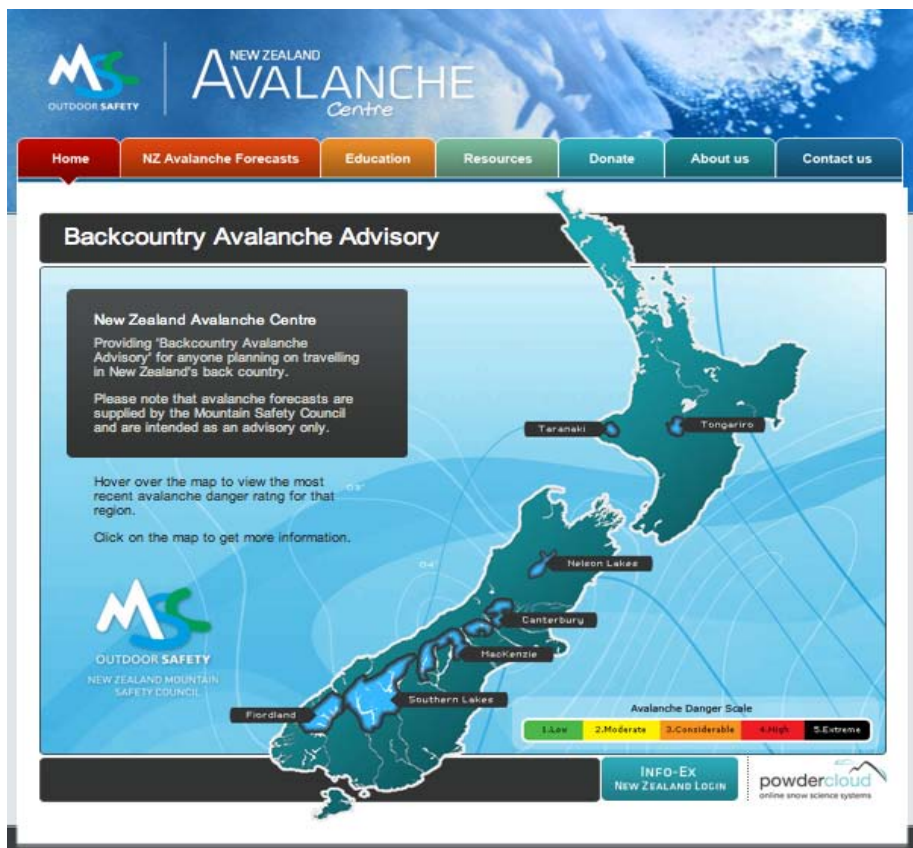 MSC
OUTDOOR SAFETY
NEW ZEALAND
AVALANCHE
Centre
Home
NZ Avalanche Forecasts
Education
Resources
Donate
About us
Contact us
Backcountry Avalanche Advisory
New Zealand Avalanche Centre
Providing 'Backcountry Avalanche
Advisory' for anyone planning on travelling
in New Zealand's back country.
Please note that avalanche forecasts are
supplied by the Mountain Safety Council
and are intended as an advisory only.
Hover over the map to view the most
recent avalanche danger ratng for that
region.
Click on the map to get more information.
Taranaki
Tongariro
Nelson Lakes
Canterbury
MacKenzie
Southern Lakes
Fiordland
MSC
OUTDOOR SAFETY
NEW ZEALAND MOUNTAIN
SAFETY COUNCIL
Avalanche Danger Scale
1.Low
2.Moderate
3.Considerable
4.High
5.Extreme
INFO-EX
NEW ZEALAND LOGIN
powdercloud
online snow science systems